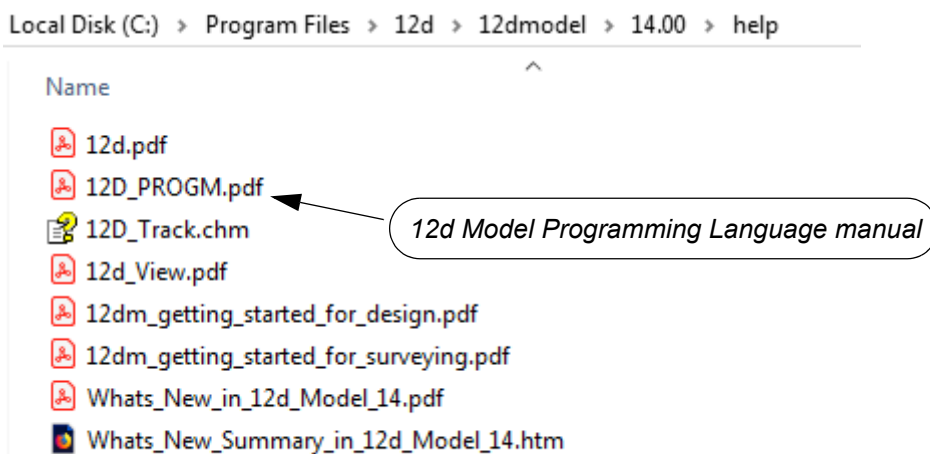 Local Disk (C:) > Program Files > 12d > 12dmodel > 14.00 > help
Name
12d.pdf
12D_PROGM.pdf
12D_Track.chm
12d Model Programming Language manual
12d_View.pdf
12dm_getting_started_for_design.pdf
12dm_getting_started_for_surveying.pdf
Whats_New_in_12d_Model_14.pdf
Whats_New_Summary_in_12d_Model_14.htm